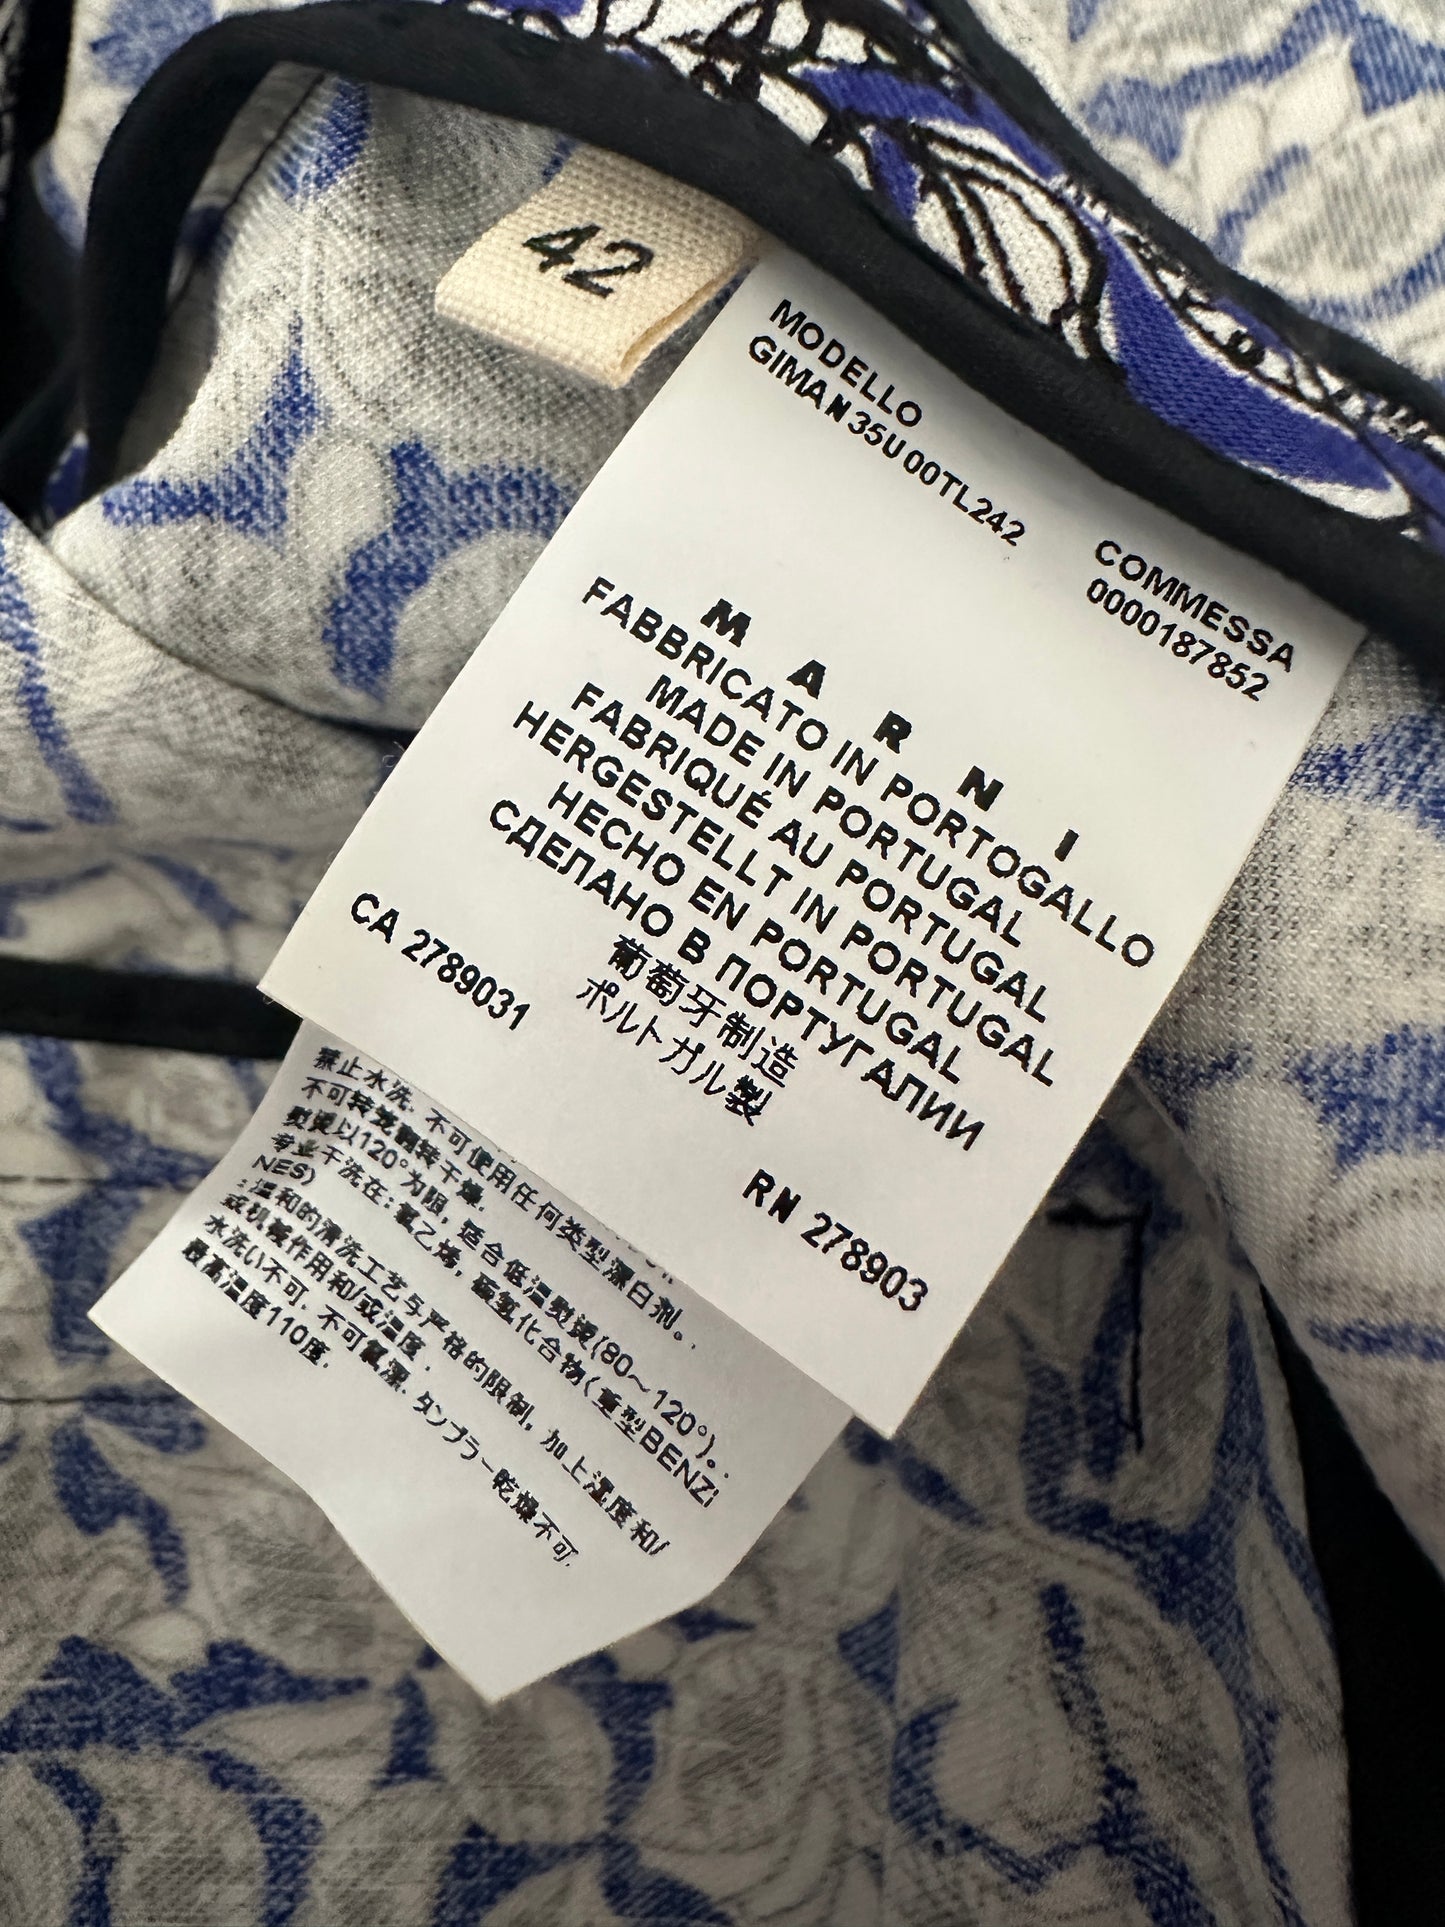 42
MODELLO
GIMAN35U00TL242
COMMESSA
0000187852
MARNI
FABBRICATO IN PORTOGALLO
MADE IN PORTUGAL
FABRIQUÉ AU PORTUGAL
HERGESTELLT IN PORTUGAL
HECHO EN PORTUGAL
СДЕЛАНО В ПОРТУГАЛИИ
葡萄牙制造
ポルトガル製
CA 2789031
RN 278903
禁止水洗. 不可使用任何类型漂白剂。.
不可转笼翻转干燥.
熨烫以120°为限, 适合低温熨烫(80~120°)。.
专业干洗在: 氯乙烯, 碳氢化合物(重型BENZI
NES)
:温和的清洗工艺与严格的限制, 加上湿度和/
或机械作用和/或温度.
水洗い不可. 不可氯漂. タンブラー乾燥不可.
最高温度110度.